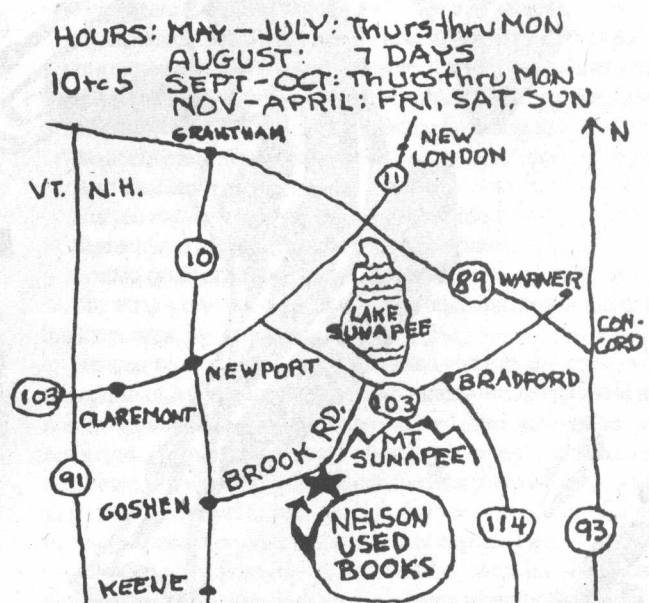 HOURS: MAY - JULY: Thurs thru MON
AUGUST: 7 DAYS
10 to 5 SEPT - OCT: Thurs thru Mon
NOV - APRIL: FRI, SAT, SUN
GRANTHAM
NEW
LONDON
N
VT. N.H.
11
10
89 WARNER
LAKE
SUNAPEE
CON-
CORD
NEWPORT
BRADFORD
103
CLAREMONT
103
MT
SUNAPEE
BROOK RD.
91
GOSHEN
NELSON
USED
BOOKS
114
93
KEENE